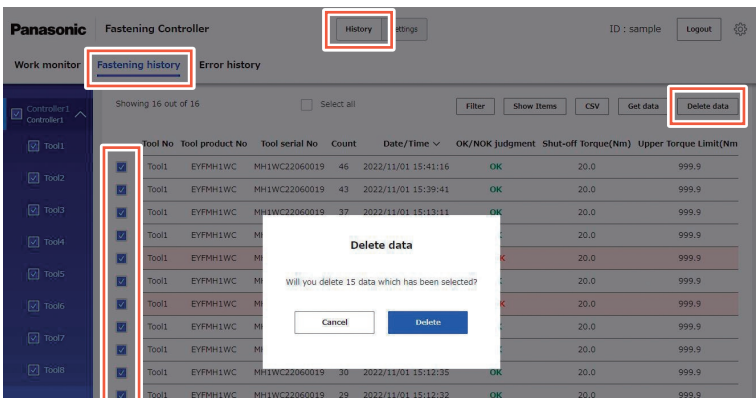 Panasonic Fastening Controller History Settings ID : sample Logout
Work monitor Fastening history Error history
Showing 16 out of 16 Select all Filter Show Items CSV Get data Delete data
Controller1
Controller1
Tool No Tool product No Tool serial No Count Date/Time OK/NOK judgment Shut-off Torque(Nm) Upper Torque Limit(Nm
Tool1
Tool1 EYFMH1WC MH1WC22060019 46 2022/11/01 15:41:16 OK 20.0 999.9
Tool2
Tool1 EYFMH1WC MH1WC22060019 43 2022/11/01 15:39:41 OK 20.0 999.9
Tool3
Tool1 EYFMH1WC MH1WC22060019 37 2022/11/01 15:13:11 OK 20.0 999.9
Tool4
Tool1 EYFMH1WC 20.0 999.9
Tool1 EYFMH1WC 20.0 999.9
Tool5
Tool1 EYFMH1WC 20.0 999.9
Tool6
Tool1 EYFMH1WC 20.0 999.9
Tool7
Tool1 EYFMH1WC 20.0 999.9
Tool1 EYFMH1WC 20.0 999.9
Tool8
Tool1 EYFMH1WC MH1WC22060019 30 2022/11/01 15:12:35 OK 20.0 999.9
Tool1 EYFMH1WC MH1WC22060019 29 2022/11/01 15:12:32 OK 20.0 999.9
Delete data
Will you delete 15 data which has been selected?
Cancel Delete